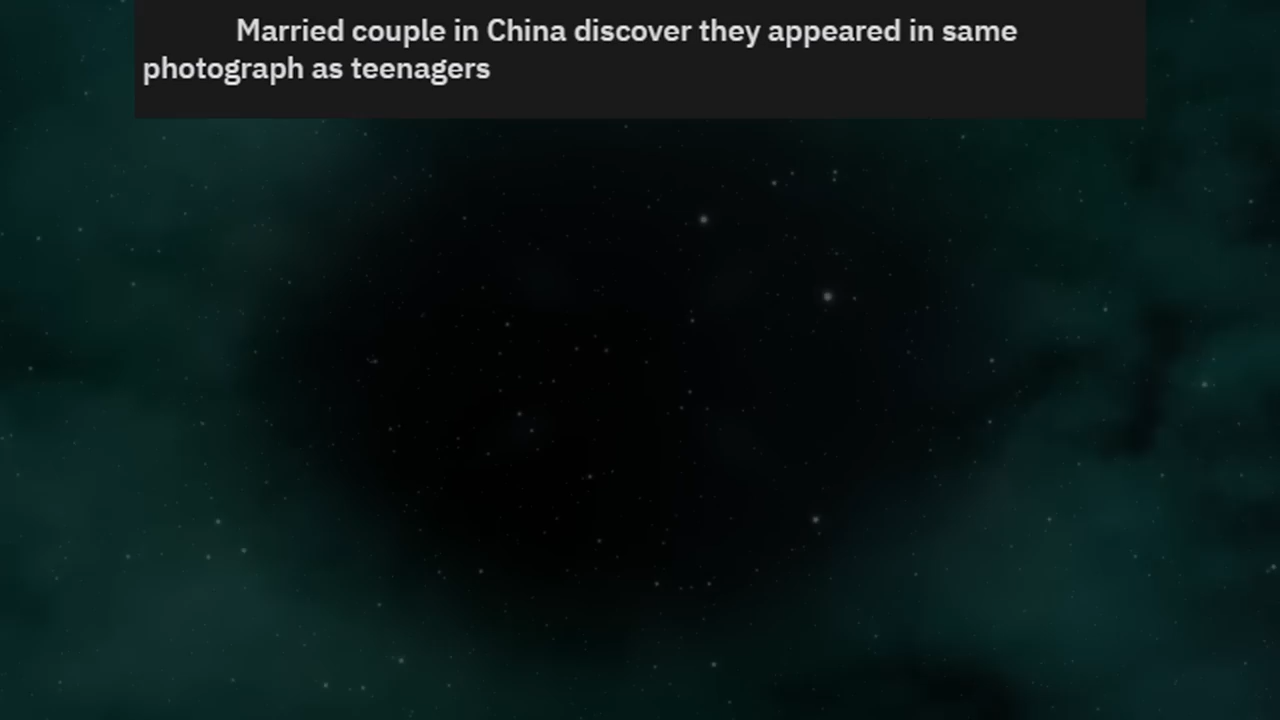 Married couple in China discover they appeared in same
photograph as teenagers